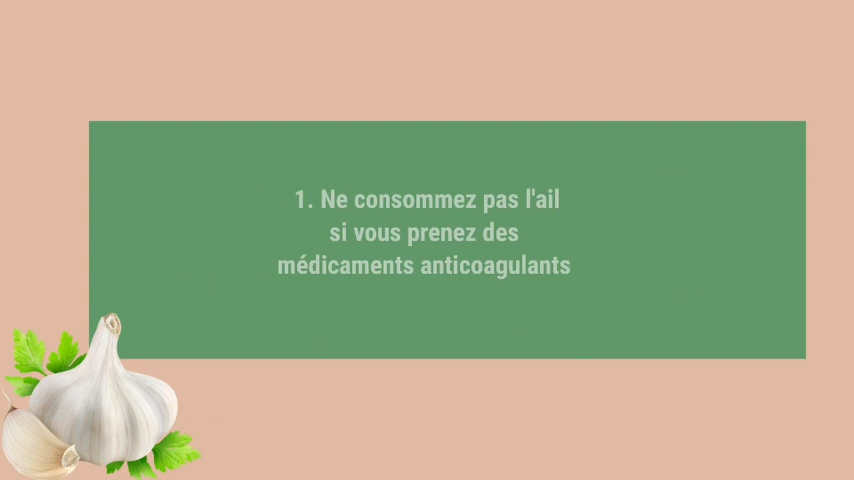 1. Ne consommez pas l'ail
si vous prenez des
médicaments anticoagulants